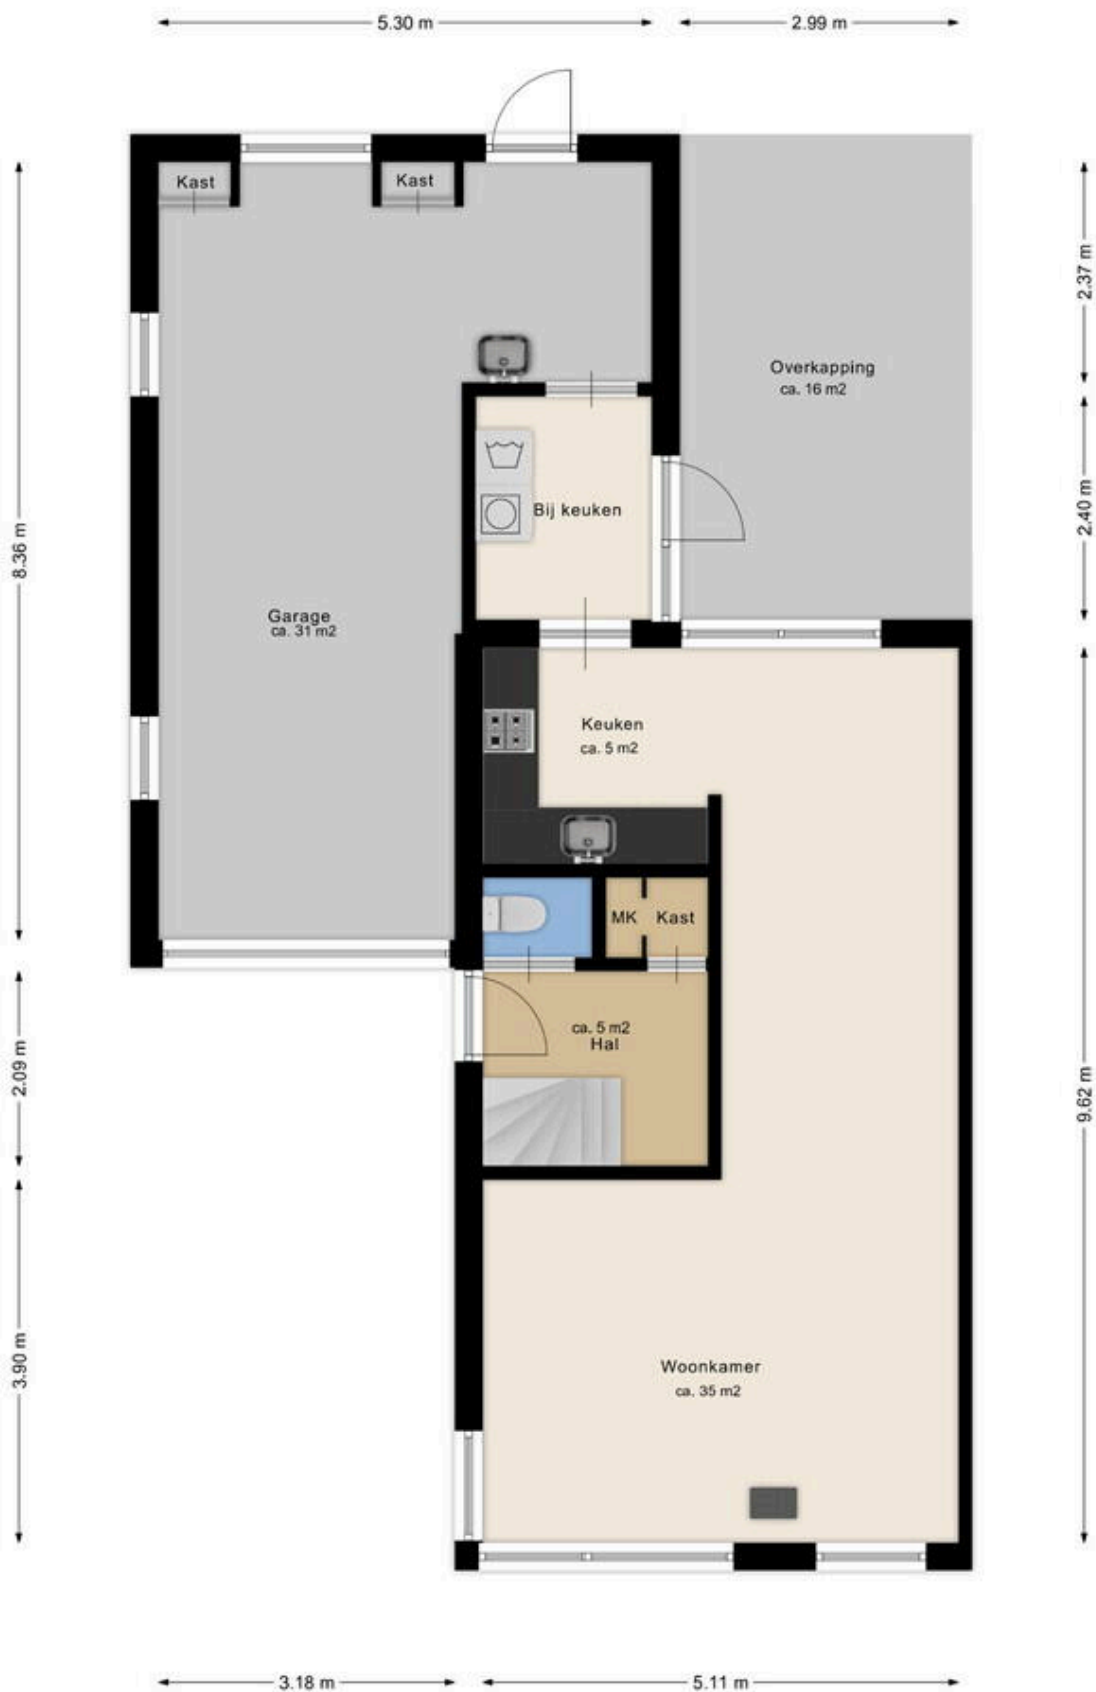 5.30 m
2.99 m
Kast
Kast
2.37 m
Overkapping
ca. 16 m2
2.40 m
Bij keuken
8.36 m
Garage
ca. 31 m2
Keuken
ca. 5 m2
MK
Kast
ca. 5 m2
Hal
2.09 m
9.62 m
3.90 m
Woonkamer
ca. 35 m2
3.18 m
5.11 m